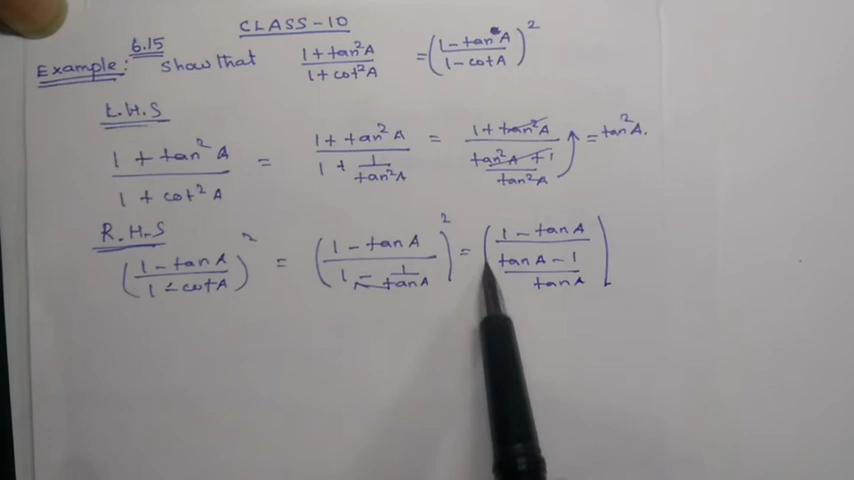 CLASS-10
Example: 6.15 Show that (1 + tan²A)/(1 + cot²A) = ((1 - tan A)/(1 - cot A))²
L.H.S
(1 + tan²A)/(1 + cot²A) = (1 + tan²A)/(1 + 1/tan²A) = (1 + tan²A)/((tan²A + 1)/tan²A) = tan²A.
R.H.S
((1 - tan A)/(1 - cot A))² = ((1 - tan A)/(1 - 1/tan A))² = ((1 - tan A)/((tan A - 1)/tan A))